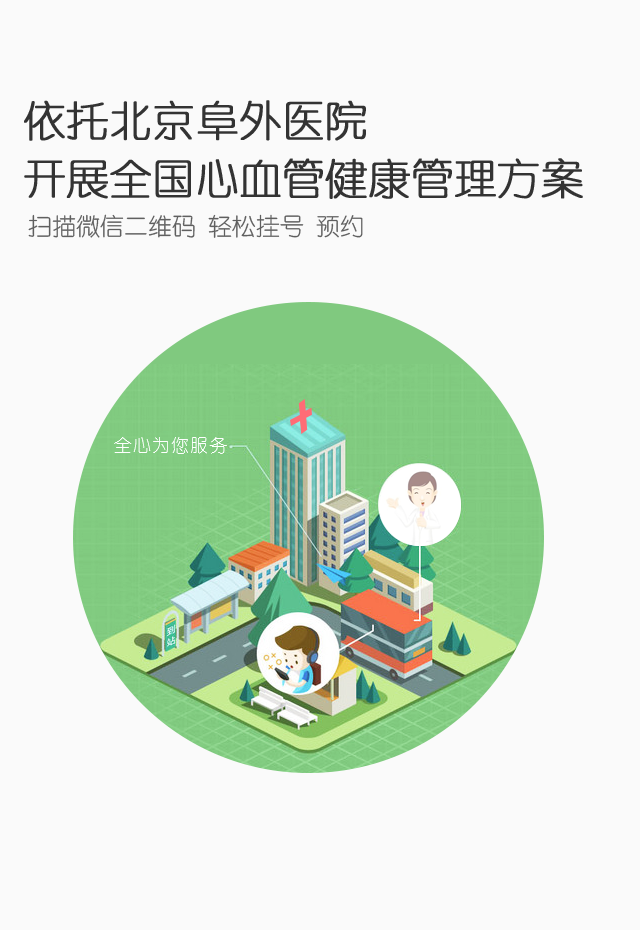 依托北京阜外医院
开展全国心血管健康管理方案
扫描微信二维码 轻松挂号 预约
全心为您服务
到站